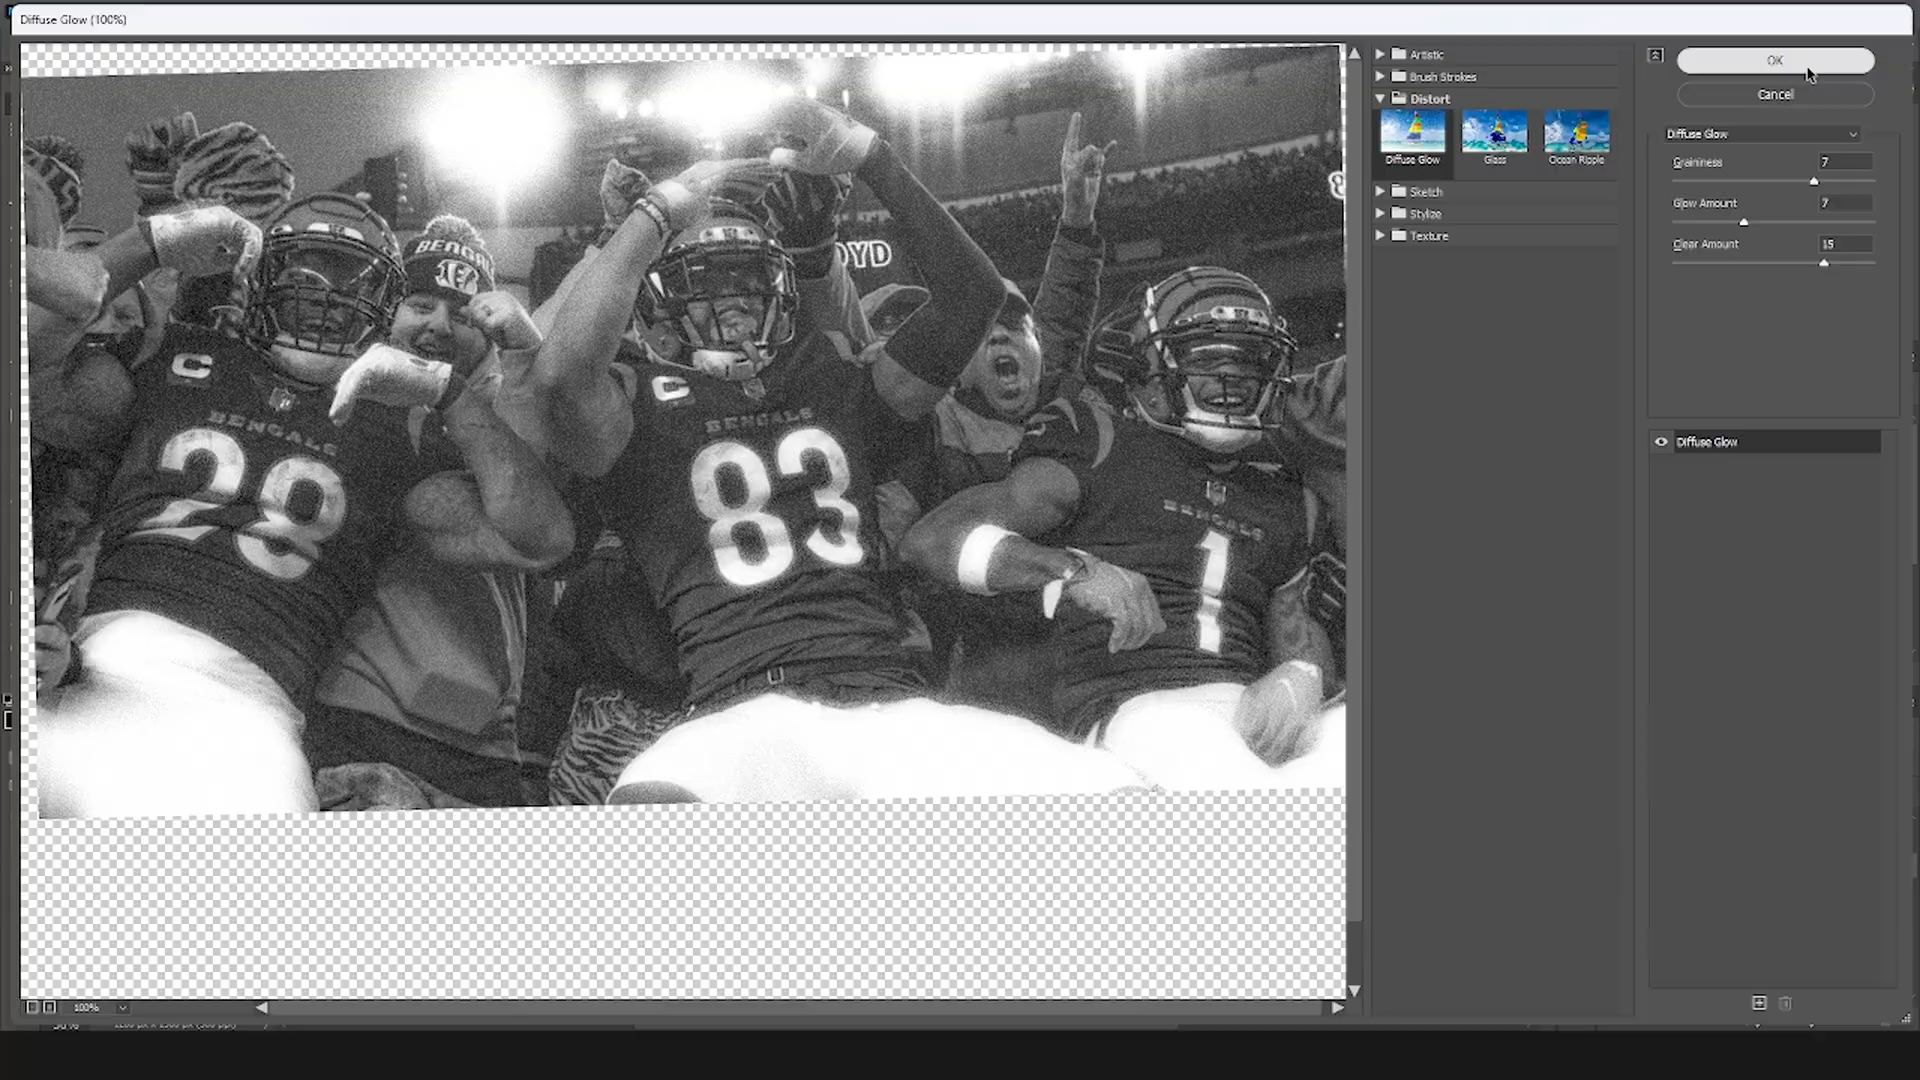 Diffuse Glow (100%)
Artistic
Brush Strokes
Distort
Diffuse Glow
Glass
Ocean Ripple
Sketch
Stylize
Texture
OK
Cancel
Diffuse Glow
Graininess 7
Glow Amount 7
Clear Amount 15
Diffuse Glow
BENGALS
28
C
BENGALS
83
C
BENGALS
1
OYD
100%